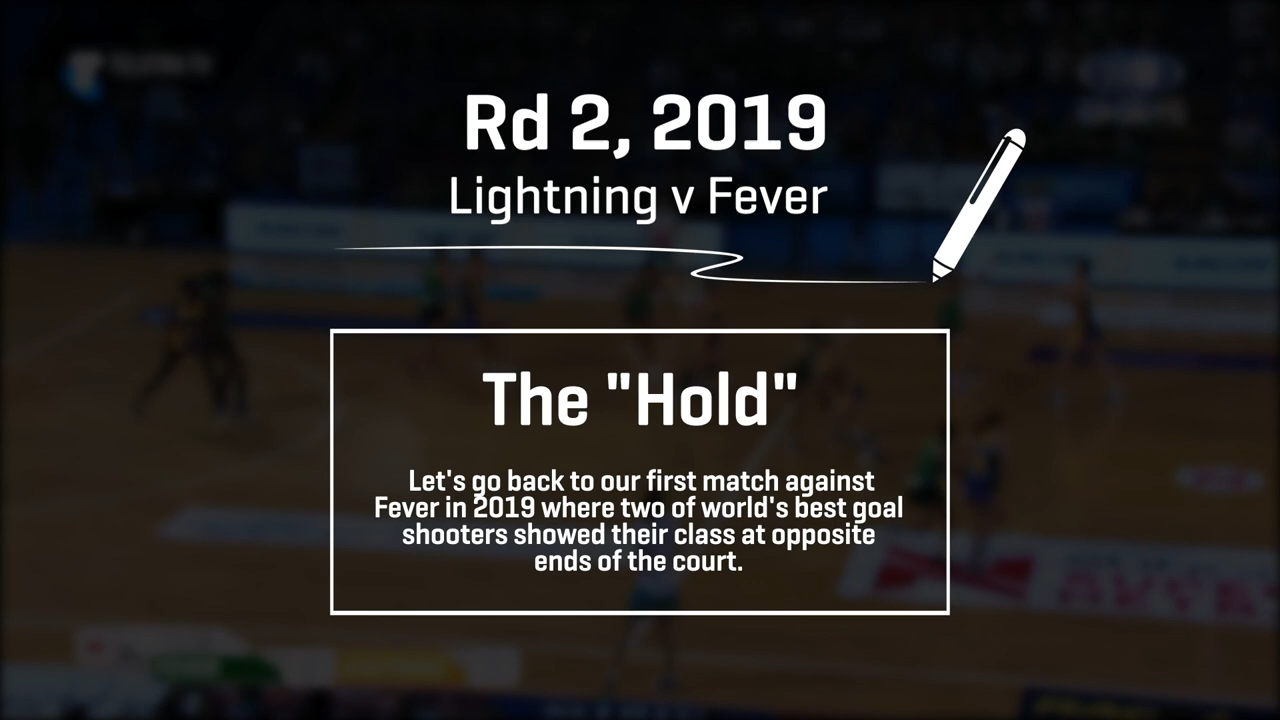 Rd 2, 2019
Lightning v Fever
The "Hold"
Let's go back to our first match against
Fever in 2019 where two of world's best goal
shooters showed their class at opposite
ends of the court.